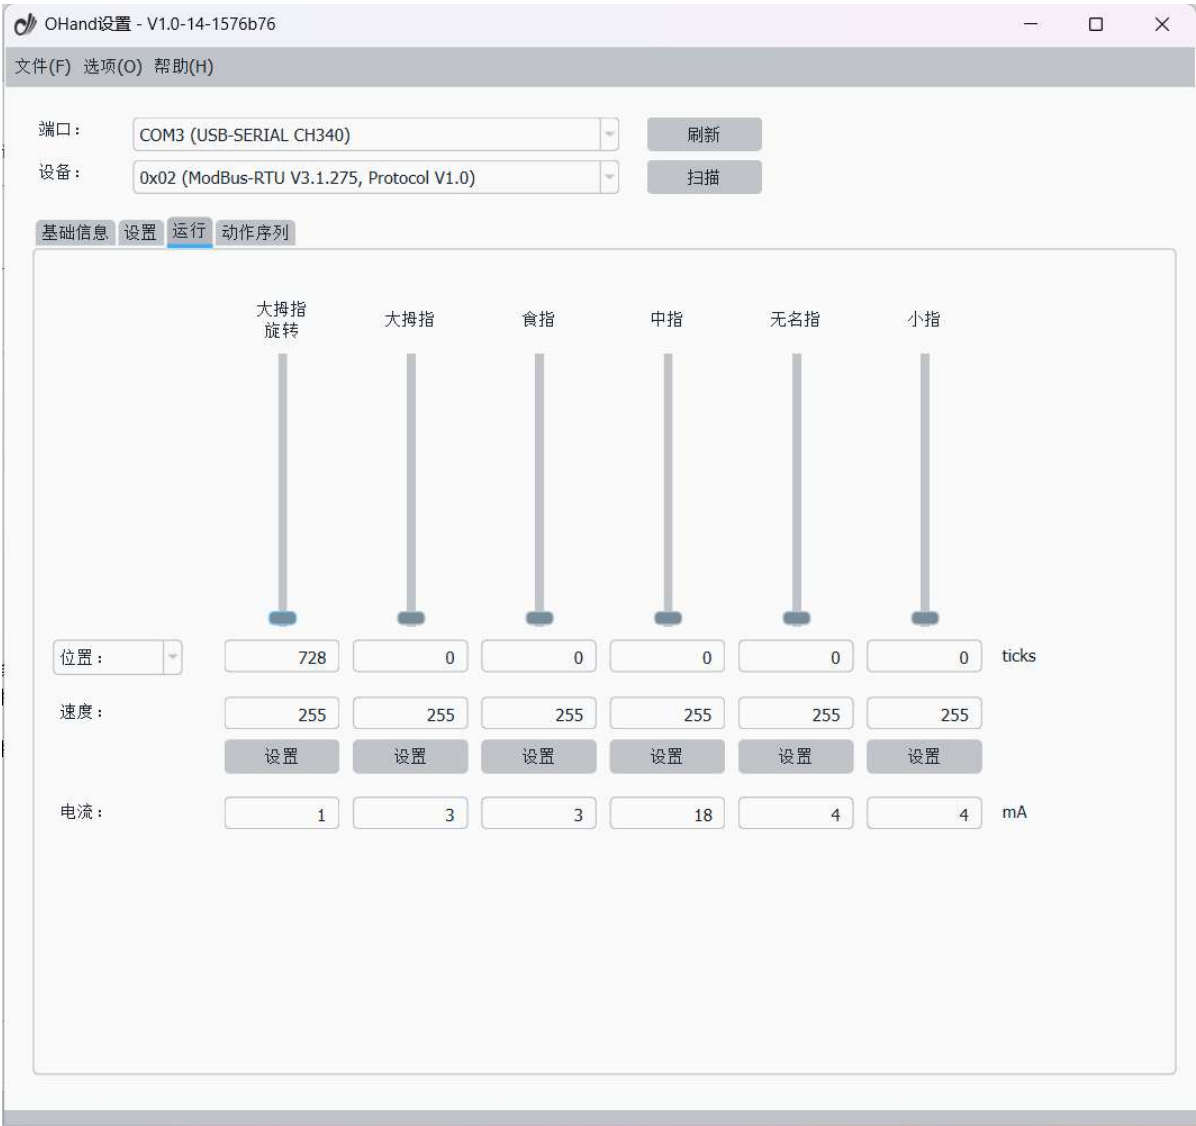 OHand设置 - V1.0-14-1576b76
文件(F) 选项(O) 帮助(H)
端口： COM3 (USB-SERIAL CH340) 刷新
设备： 0x02 (ModBus-RTU V3.1.275, Protocol V1.0) 扫描
基础信息 设置 运行 动作序列
大拇指旋转 大拇指 食指 中指 无名指 小指
位置： 728 0 0 0 0 0 ticks
速度： 255 255 255 255 255 255
设置 设置 设置 设置 设置 设置
电流： 1 3 3 18 4 4 mA